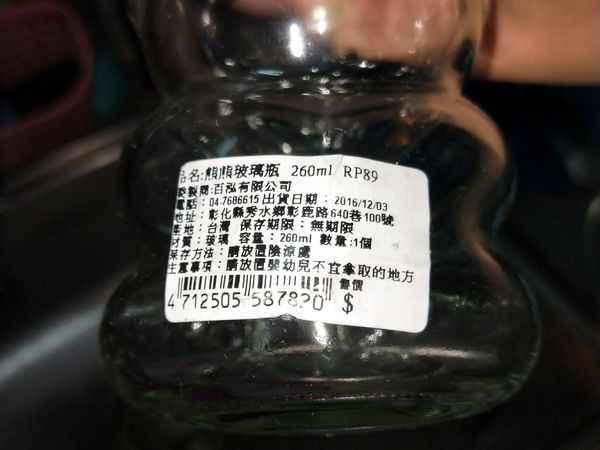 品名:熊熊玻璃瓶 260ml RP89
製商:百泓有限公司
電話:04-7686615 出貨日期:2016/12/03
地址:彰化縣秀水鄉彰鹿路640巷100號
產地:台灣 保存期限:無期限
材質:玻璃 容量:260ml 數量:1個
保存方法:請放置陰涼處
注意事項:請放置嬰幼兒不宜拿取的地方
售價
4 712505 587820 $